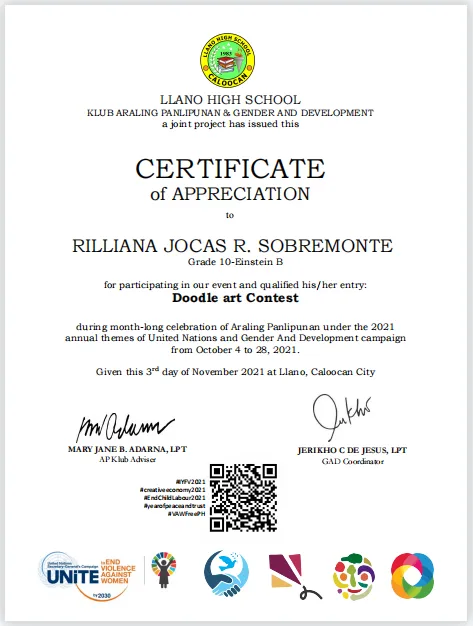 LLANO HIGH SCHOOL
1983
CALOOCAN
LLANO HIGH SCHOOL
KLUB ARALING PANLIPUNAN & GENDER AND DEVELOPMENT
a joint project has issued this
CERTIFICATE
of APPRECIATION
to
RILLIANA JOCAS R. SOBREMONTE
Grade 10-Einstein B
for participating in our event and qualified his/her entry:
Doodle art Contest
during month-long celebration of Araling Panlipunan under the 2021
annual themes of United Nations and Gender And Development campaign
from October 4 to 28, 2021.
Given this 3rd day of November 2021 at Llano, Caloocan City
MARY JANE B. ADARNA, LPT
AP Klub Adviser
JERIKHO C DE JESUS, LPT
GAD Coordinator
#IYFV2021
#creativeeconomy2021
#EndChildLabour2021
#yearofpeaceandtrust
#VAWFreePH
United Nations
Secretary-General's Campaign
UNiTE
to END
VIOLENCE
AGAINST
WOMEN
by 2030